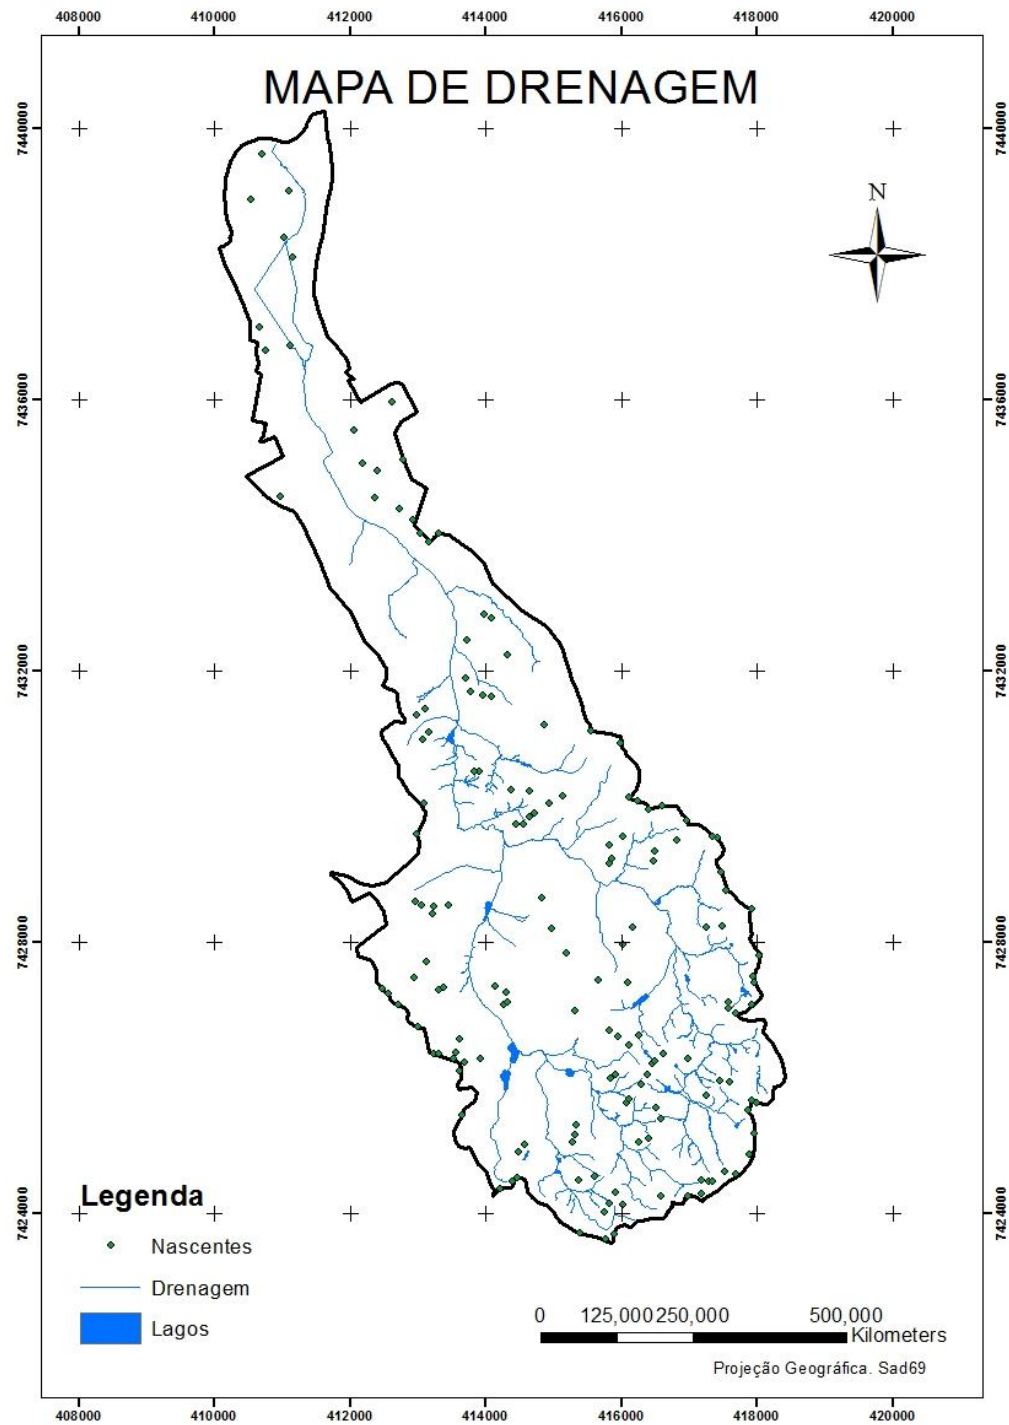 408000 410000 412000 414000 416000 418000 420000
MAPA DE DRENAGEM
7440000 7440000
N
7436000 7436000
7432000 7432000
7428000 7428000
7424000 7424000
Legenda
Nascentes
Drenagem
Lagos
0 125,000250,000 500,000
Kilometers
Projeção Geográfica. Sad69
408000 410000 412000 414000 416000 418000 420000